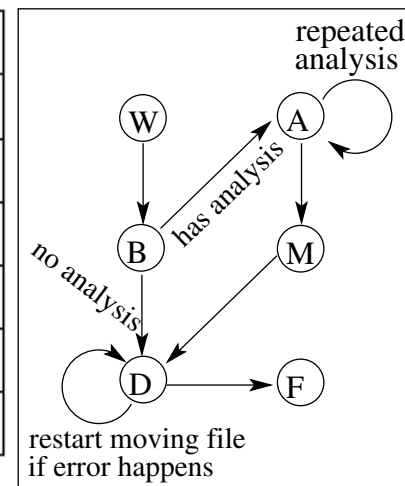 repeated
analysis
W
A
has analysis
B
M
no analysis
D
F
restart moving file
if error happens